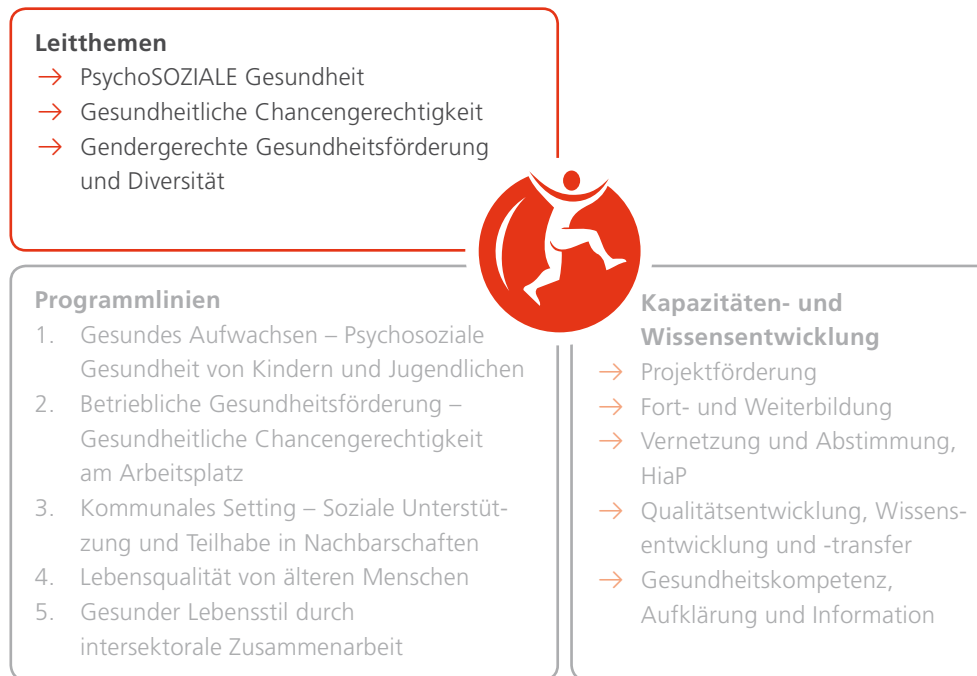 Leitthemen
→ PsychoSOZIALE Gesundheit
→ Gesundheitliche Chancengerechtigkeit
→ Gendergerechte Gesundheitsförderung
und Diversität
Programmlinien
1. Gesundes Aufwachsen – Psychosoziale
Gesundheit von Kindern und Jugendlichen
2. Betriebliche Gesundheitsförderung –
Gesundheitliche Chancengerechtigkeit
am Arbeitsplatz
3. Kommunales Setting – Soziale Unterstüt-
zung und Teilhabe in Nachbarschaften
4. Lebensqualität von älteren Menschen
5. Gesunder Lebensstil durch
intersektorale Zusammenarbeit
Kapazitäten- und
Wissensentwicklung
→ Projektförderung
→ Fort- und Weiterbildung
→ Vernetzung und Abstimmung,
HiaP
→ Qualitätsentwicklung, Wissens-
entwicklung und -transfer
→ Gesundheitskompetenz,
Aufklärung und Information